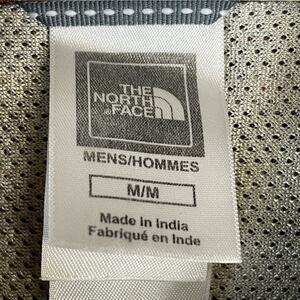 THE
NORTH
FACE
MENS/HOMMES
M/M
Made in India
Fabriqué en Inde